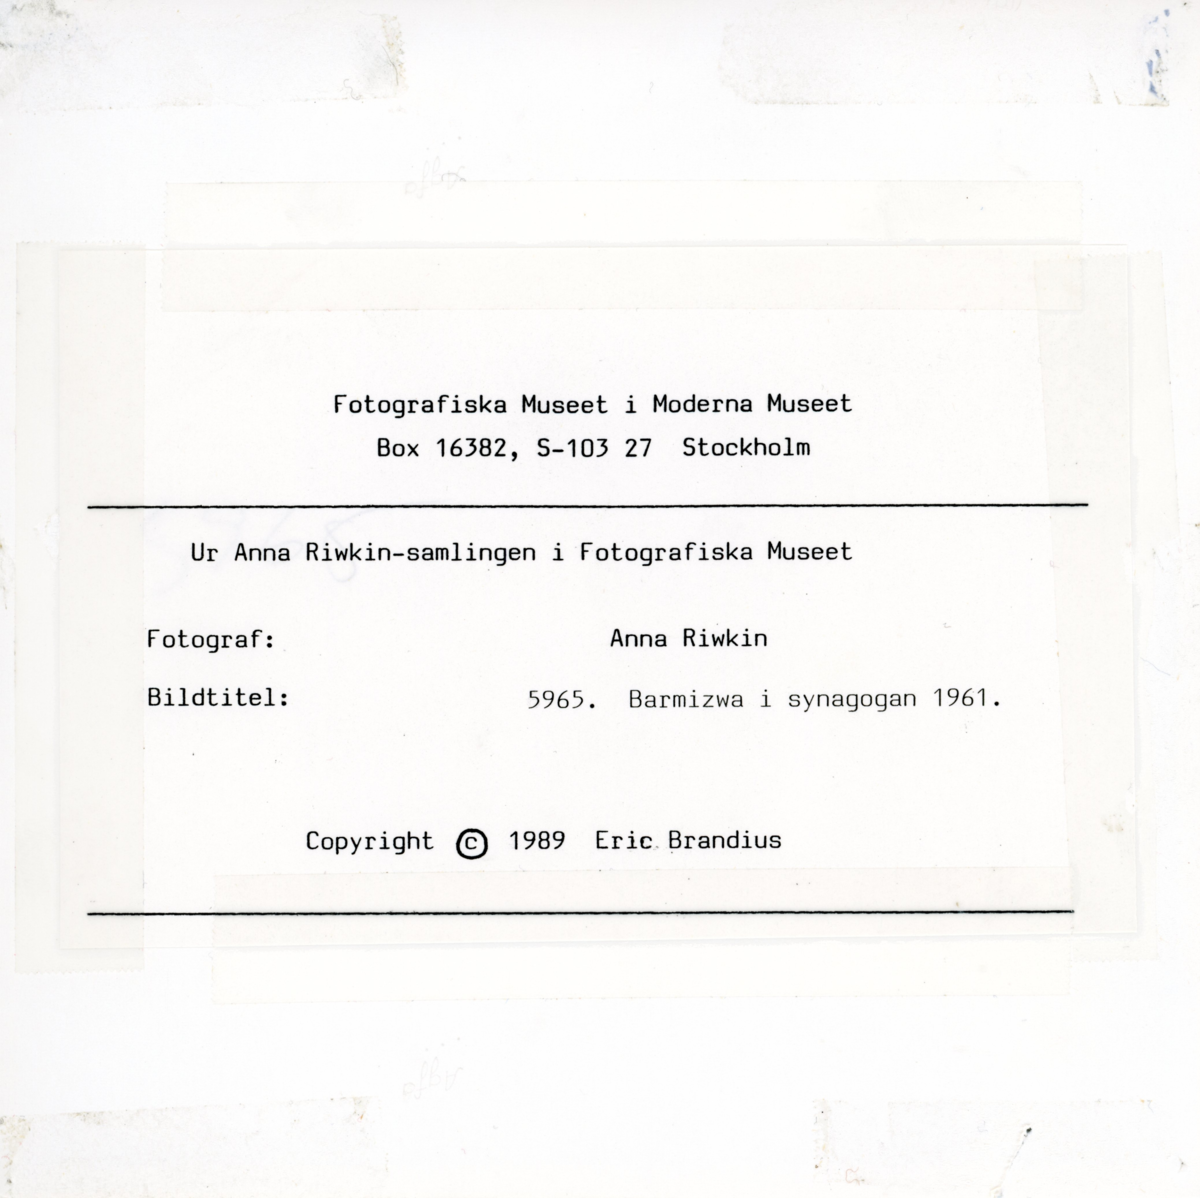 Fotografiska Museet i Moderna Museet
Box 16382, S-103 27 Stockholm
Ur Anna Riwkin-samlingen i Fotografiska Museet
Fotograf: Anna Riwkin
Bildtitel: 5965. Barmizwa i synagogan 1961.
Copyright © 1989 Eric Brandius